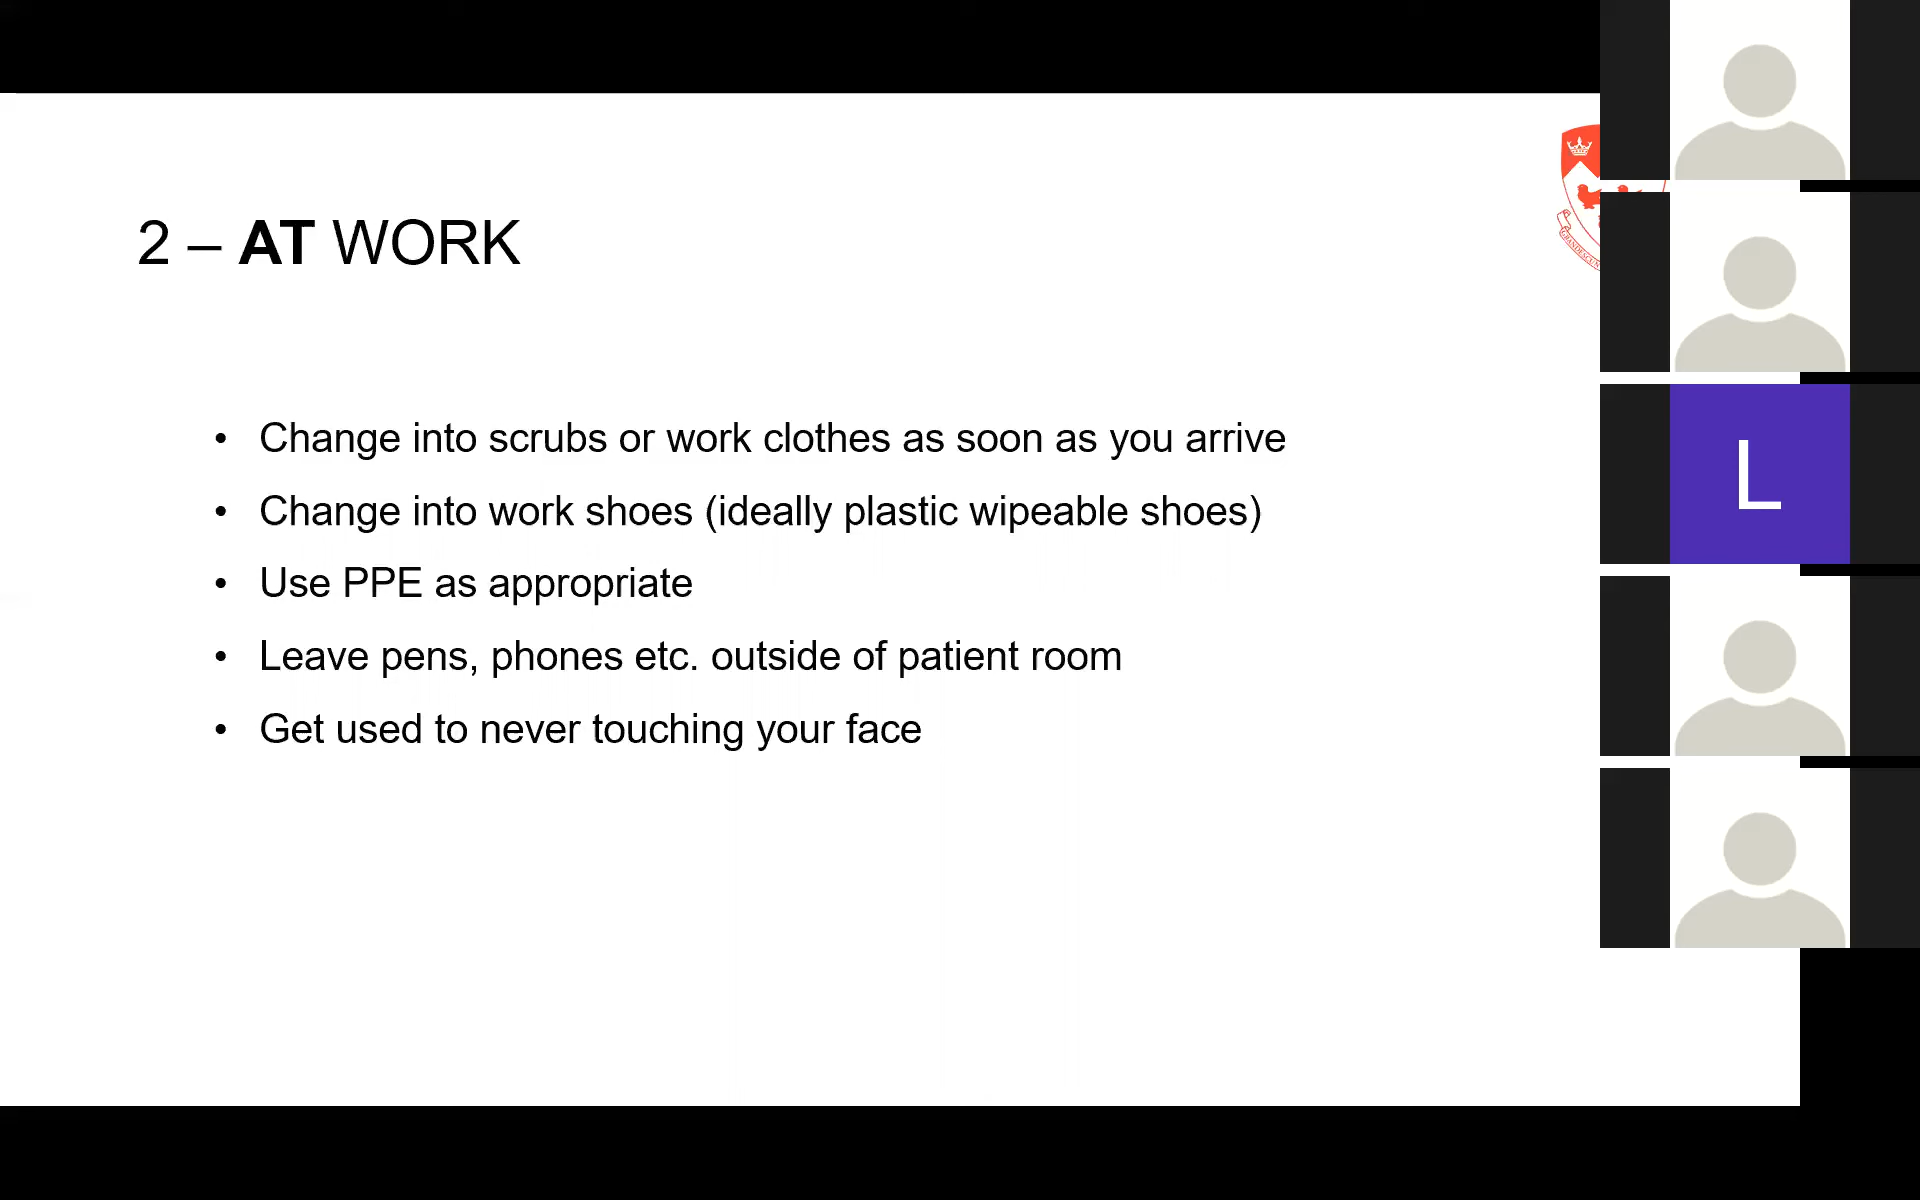 2 – AT WORK
• Change into scrubs or work clothes as soon as you arrive
• Change into work shoes (ideally plastic wipeable shoes)
• Use PPE as appropriate
• Leave pens, phones etc. outside of patient room
• Get used to never touching your face
L